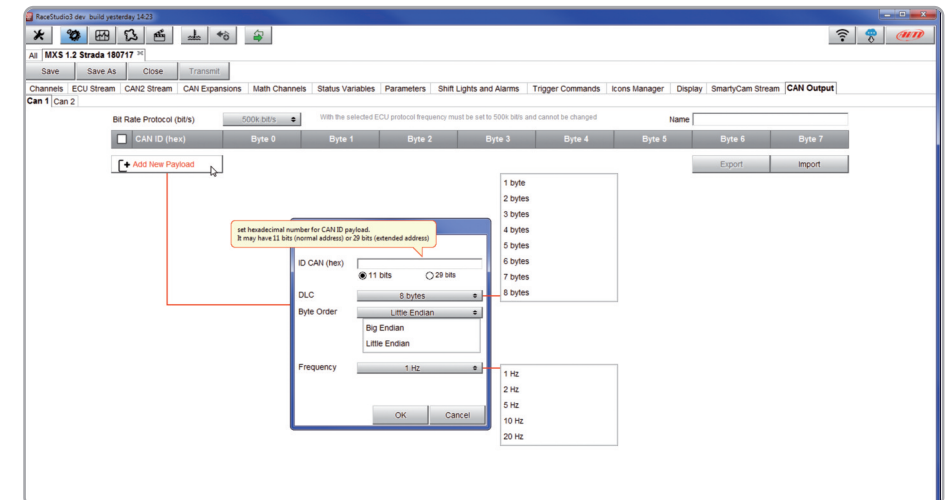 RaceStudio3 dev build yesterday 14:23
AiM
All MXS 1.2 Strada 180717
Save Save As Close Transmit
Channels ECU Stream CAN2 Stream CAN Expansions Math Channels Status Variables Parameters Shift Lights and Alarms Trigger Commands Icons Manager Display SmartyCam Stream CAN Output
Can 1 Can 2
Bit Rate Protocol (bit/s) 500k bit/s With the selected ECU protocol frequency must be set to 500k bit/s and cannot be changed Name
CAN ID (hex) Byte 0 Byte 1 Byte 2 Byte 3 Byte 4 Byte 5 Byte 6 Byte 7
Add New Payload Export Import
1 byte
2 bytes
3 bytes
4 bytes
5 bytes
6 bytes
7 bytes
8 bytes
set hexadecimal number for CAN ID payload.
It may have 11 bits (normal address) or 29 bits (extended address)
ID CAN (hex)
11 bits 29 bits
DLC 8 bytes
Byte Order Little Endian
Big Endian
Little Endian
Frequency 1 Hz
OK Cancel
1 Hz
2 Hz
5 Hz
10 Hz
20 Hz